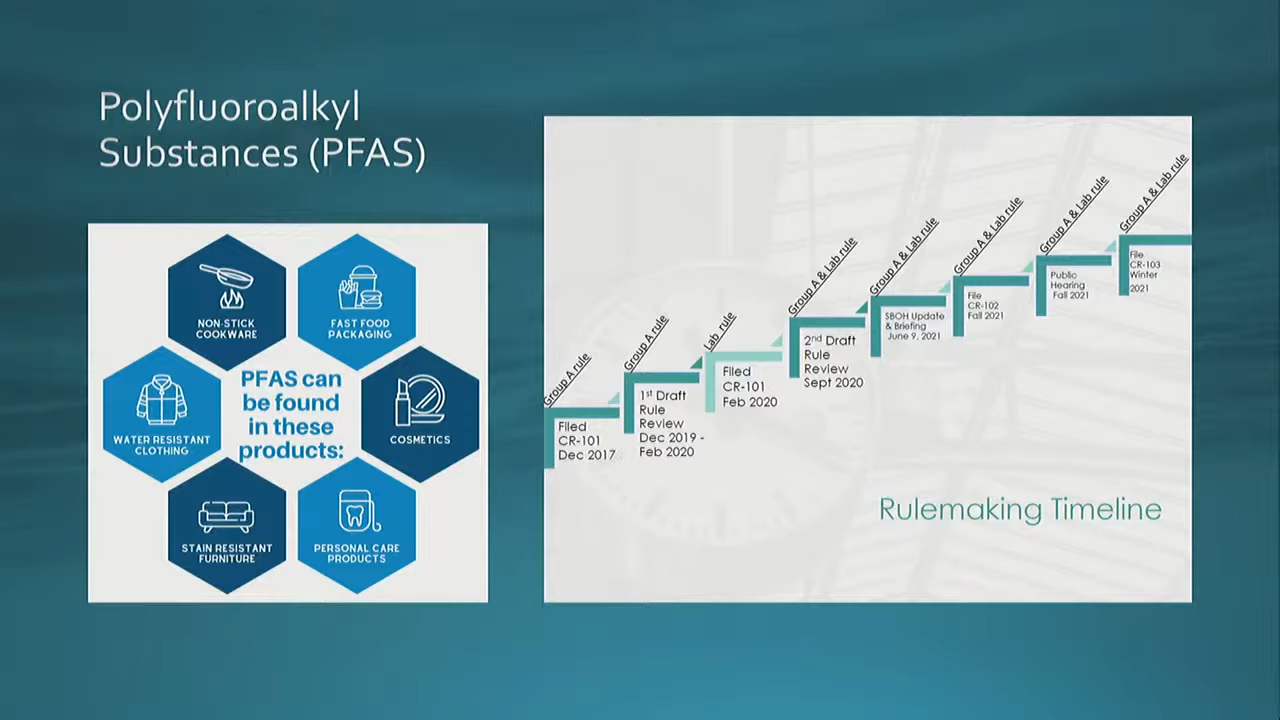 Polyfluoroalkyl
Substances (PFAS)
NON-STICK
COOKWARE
FAST FOOD
PACKAGING
WATER RESISTANT
CLOTHING
PFAS can
be found
in these
products:
COSMETICS
STAIN RESISTANT
FURNITURE
PERSONAL CARE
PRODUCTS
Group A rule
Filed
CR-101
Dec 2017
Group A rule
1st Draft
Rule
Review
Dec 2019 -
Feb 2020
Lab rule
Filed
CR-101
Feb 2020
Group A & Lab rule
2nd Draft
Rule
Review
Sept 2020
Group A & Lab rule
SBOH Update
& Briefing
June 9, 2021
Group A & Lab rule
File
CR-102
Fall 2021
Group A & Lab rule
Public
Hearing
Fall 2021
Group A & Lab rule
File
CR-103
Winter
2021
Rulemaking Timeline